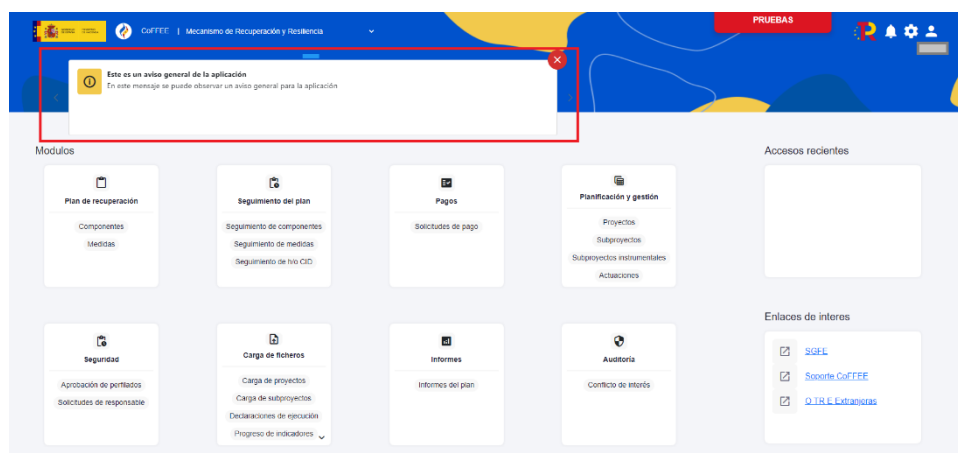 CoFFEE | Mecanismo de Recuperación y Resiliencia
PRUEBAS
Este es un aviso general de la aplicación
En este mensaje se puede observar un aviso general para la aplicación
Modulos
Accesos recientes
Plan de recuperación
Componentes
Medidas
Seguimiento del plan
Seguimiento de componentes
Seguimiento de medidas
Seguimiento de h/o CID
Pagos
Solicitudes de pago
Planificación y gestión
Proyectos
Subproyectos
Subproyectos instrumentales
Actuaciones
Enlaces de interes
SGFE
Soporte CoFFEE
O TR E Extranjeras
Seguridad
Aprobación de perfilados
Solicitudes de responsable
Carga de ficheros
Carga de proyectos
Carga de subproyectos
Declaraciones de ejecución
Progreso de indicadores
Informes
Informes del plan
Auditoría
Conflicto de interés